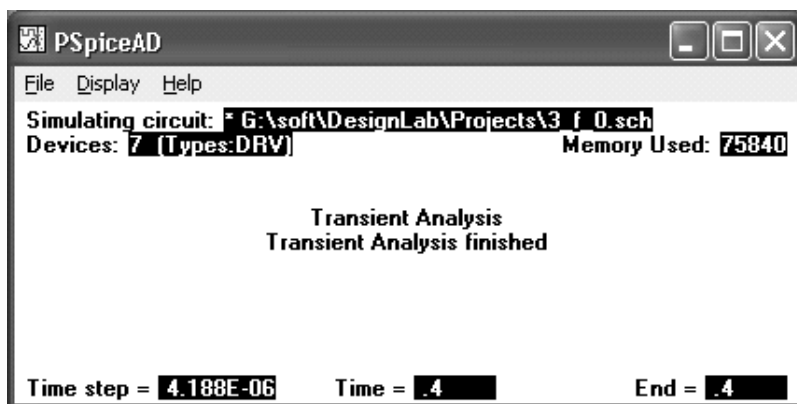 PSpiceAD
File Display Help
Simulating circuit: * G:\soft\DesignLab\Projects\3_f_0.sch
Devices: 7 (Types:DRV) Memory Used: 75840
Transient Analysis
Transient Analysis finished
Time step = 4.188E-06 Time = .4 End = .4